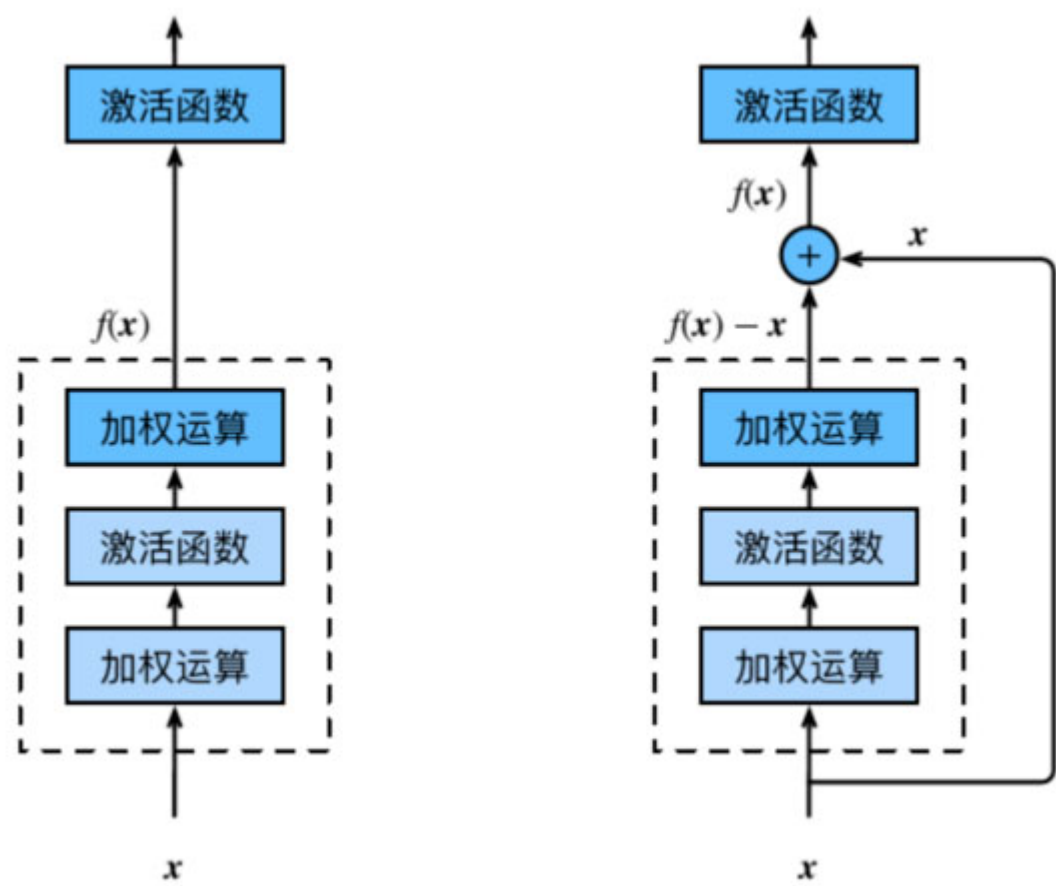 激活函数
f(x)
加权运算
激活函数
加权运算
x
激活函数
f(x)
x
+
f(x) − x
加权运算
激活函数
加权运算
x